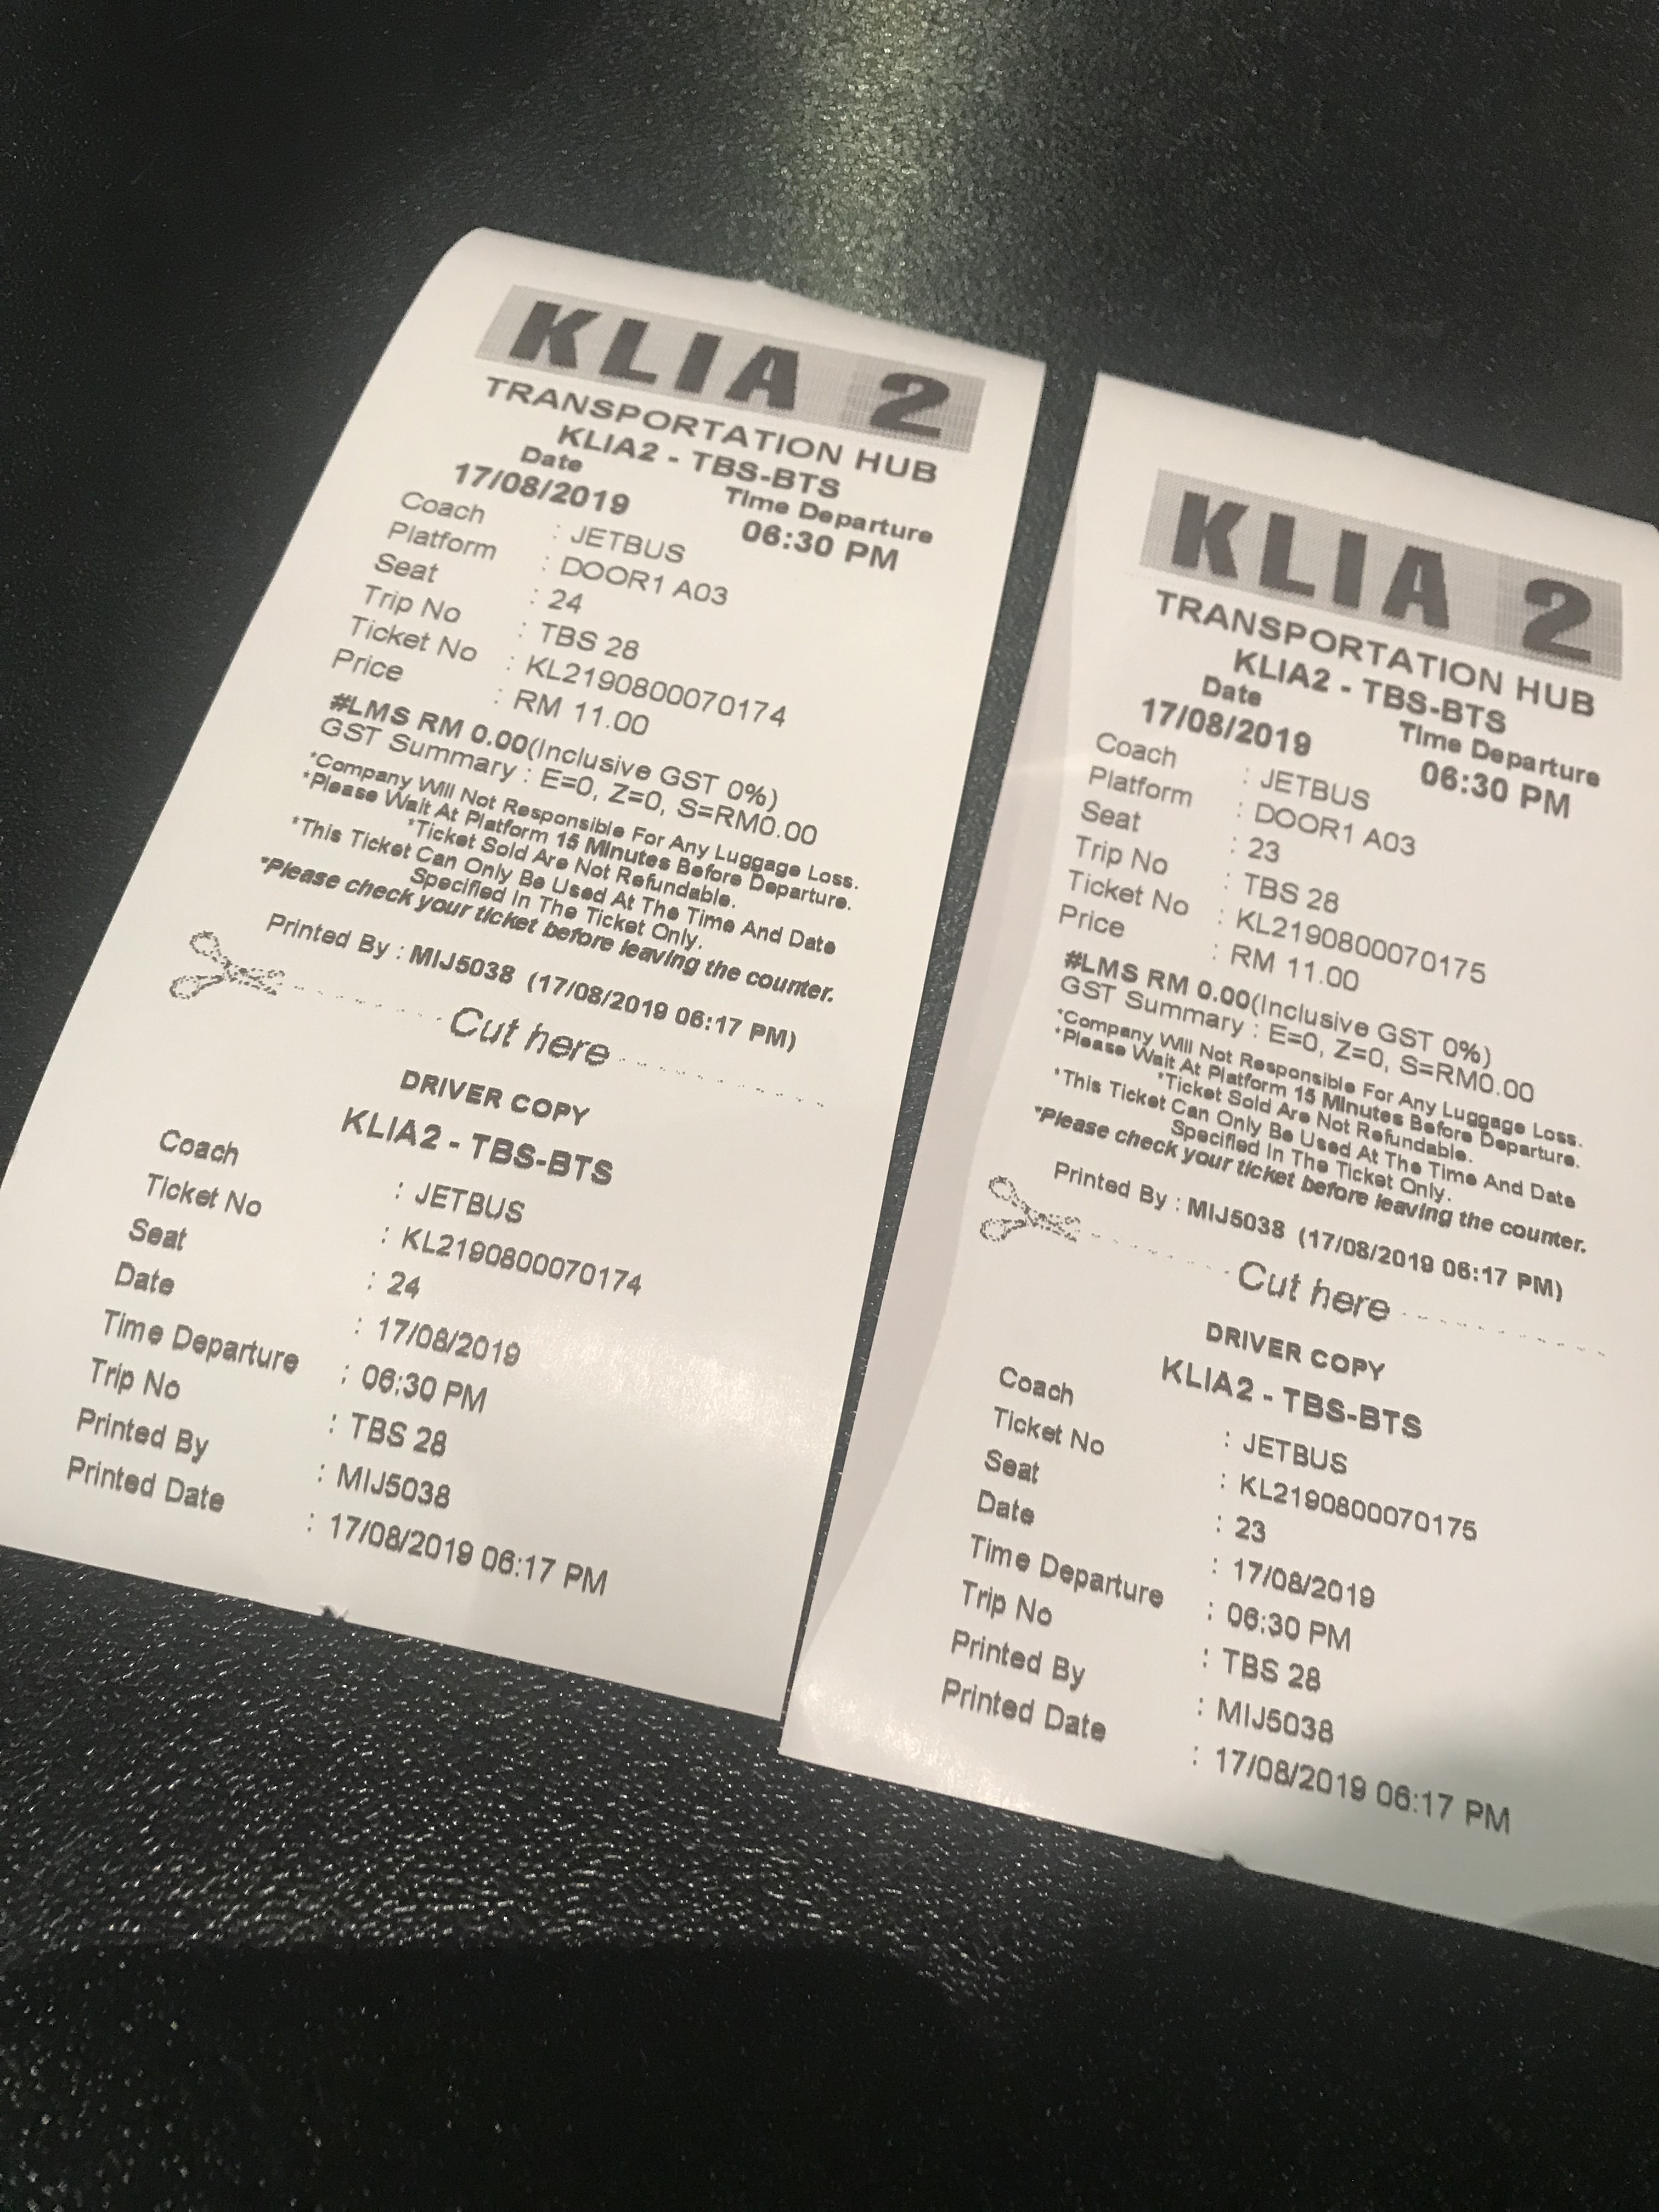 KLIA 2
TRANSPORTATION HUB
KLIA2 - TBS-BTS
Date Time Departure
17/08/2019 06:30 PM
Coach : JETBUS
Platform : DOOR1 A03
Seat : 24
Trip No : TBS 28
Ticket No : KL2190800070174
Price : RM 11.00
#LMS RM 0.00(Inclusive GST 0%)
GST Summary : E=0, Z=0, S=RM0.00
*Company Will Not Responsible For Any Luggage Loss.
*Please Wait At Platform 15 Minutes Before Departure.
*Ticket Sold Are Not Refundable.
*This Ticket Can Only Be Used At The Time And Date
Specified In The Ticket Only.
*Please check your ticket before leaving the counter.
Printed By : MIJ5038 (17/08/2019 06:17 PM)
Cut here
DRIVER COPY
KLIA2 - TBS-BTS
Coach : JETBUS
Ticket No : KL2190800070174
Seat : 24
Date : 17/08/2019
Time Departure : 06:30 PM
Trip No : TBS 28
Printed By : MIJ5038
Printed Date : 17/08/2019 06:17 PM
KLIA 2
TRANSPORTATION HUB
KLIA2 - TBS-BTS
Date Time Departure
17/08/2019 06:30 PM
Coach : JETBUS
Platform : DOOR1 A03
Seat : 23
Trip No : TBS 28
Ticket No : KL2190800070175
Price : RM 11.00
#LMS RM 0.00(Inclusive GST 0%)
GST Summary : E=0, Z=0, S=RM0.00
*Company Will Not Responsible For Any Luggage Loss.
*Please Wait At Platform 15 Minutes Before Departure.
*Ticket Sold Are Not Refundable.
*This Ticket Can Only Be Used At The Time And Date
Specified In The Ticket Only.
*Please check your ticket before leaving the counter.
Printed By : MIJ5038 (17/08/2019 06:17 PM)
Cut here
DRIVER COPY
KLIA2 - TBS-BTS
Coach : JETBUS
Ticket No : KL2190800070175
Seat : 23
Date : 17/08/2019
Time Departure : 06:30 PM
Trip No : TBS 28
Printed By : MIJ5038
Printed Date : 17/08/2019 06:17 PM